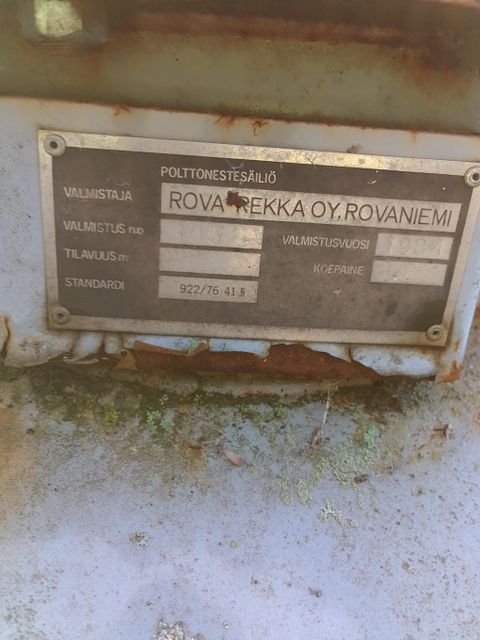 POLTTONESTESÄILIÖ
VALMISTAJA ROVA REKKA OY, ROVANIEMI
VALMISTUS n:o VALMISTUSVUOSI
TILAVUUS m KOEPAINE
STANDARDI 922/76 41